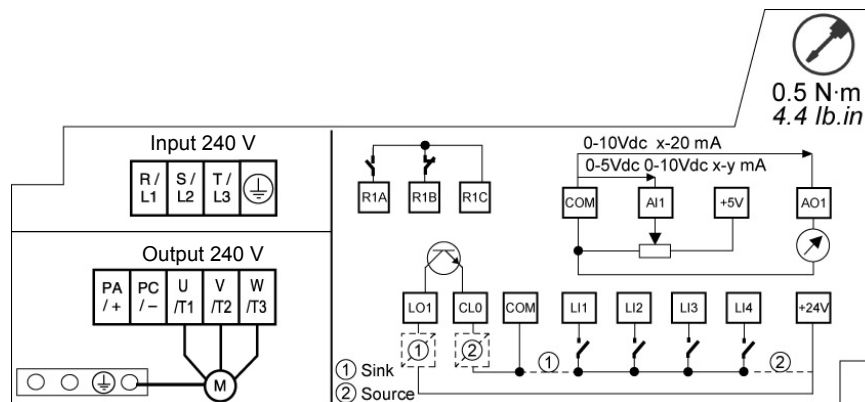 0.5 N·m
4.4 lb.in
Input 240 V
R / L1
S / L2
T / L3
Output 240 V
PA / +
PC / −
U /T1
V /T2
W /T3
M
R1A
R1B
R1C
0-10Vdc x-20 mA
0-5Vdc 0-10Vdc x-y mA
COM
AI1
+5V
AO1
LO1
CL0
COM
LI1
LI2
LI3
LI4
+24V
1
2
1
2
① Sink
② Source